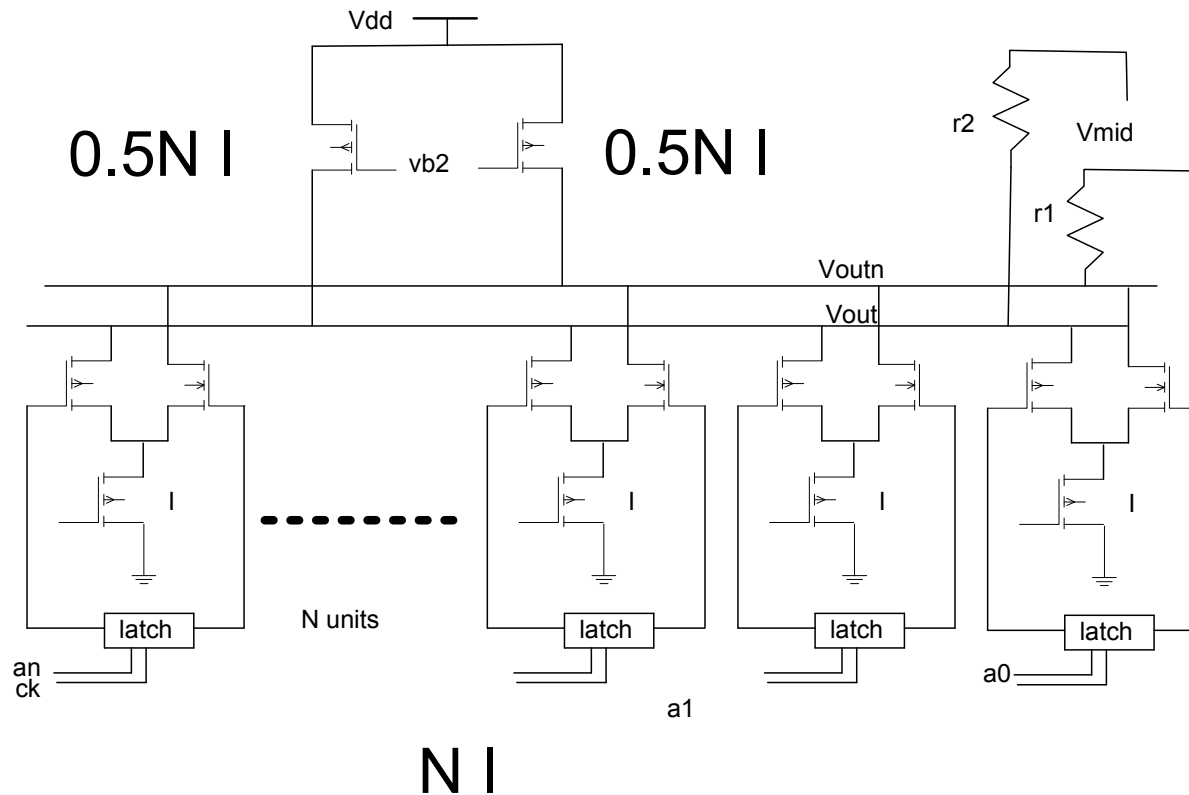 Vdd
0.5N I
vb2
0.5N I
r2
Vmid
r1
Voutn
Vout
I
I
I
I
N units
latch
latch
latch
latch
an
ck
a0
a1
N I